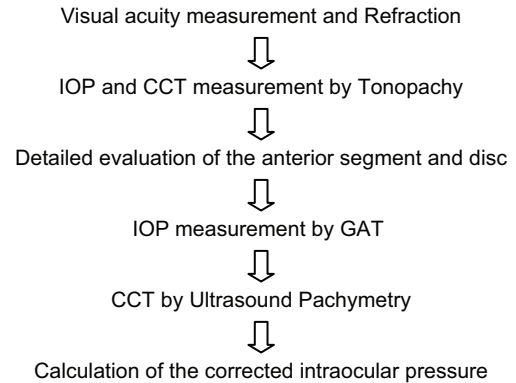 Visual acuity measurement and Refraction
IOP and CCT measurement by Tonopachy
Detailed evaluation of the anterior segment and disc
IOP measurement by GAT
CCT by Ultrasound Pachymetry
Calculation of the corrected intraocular pressure